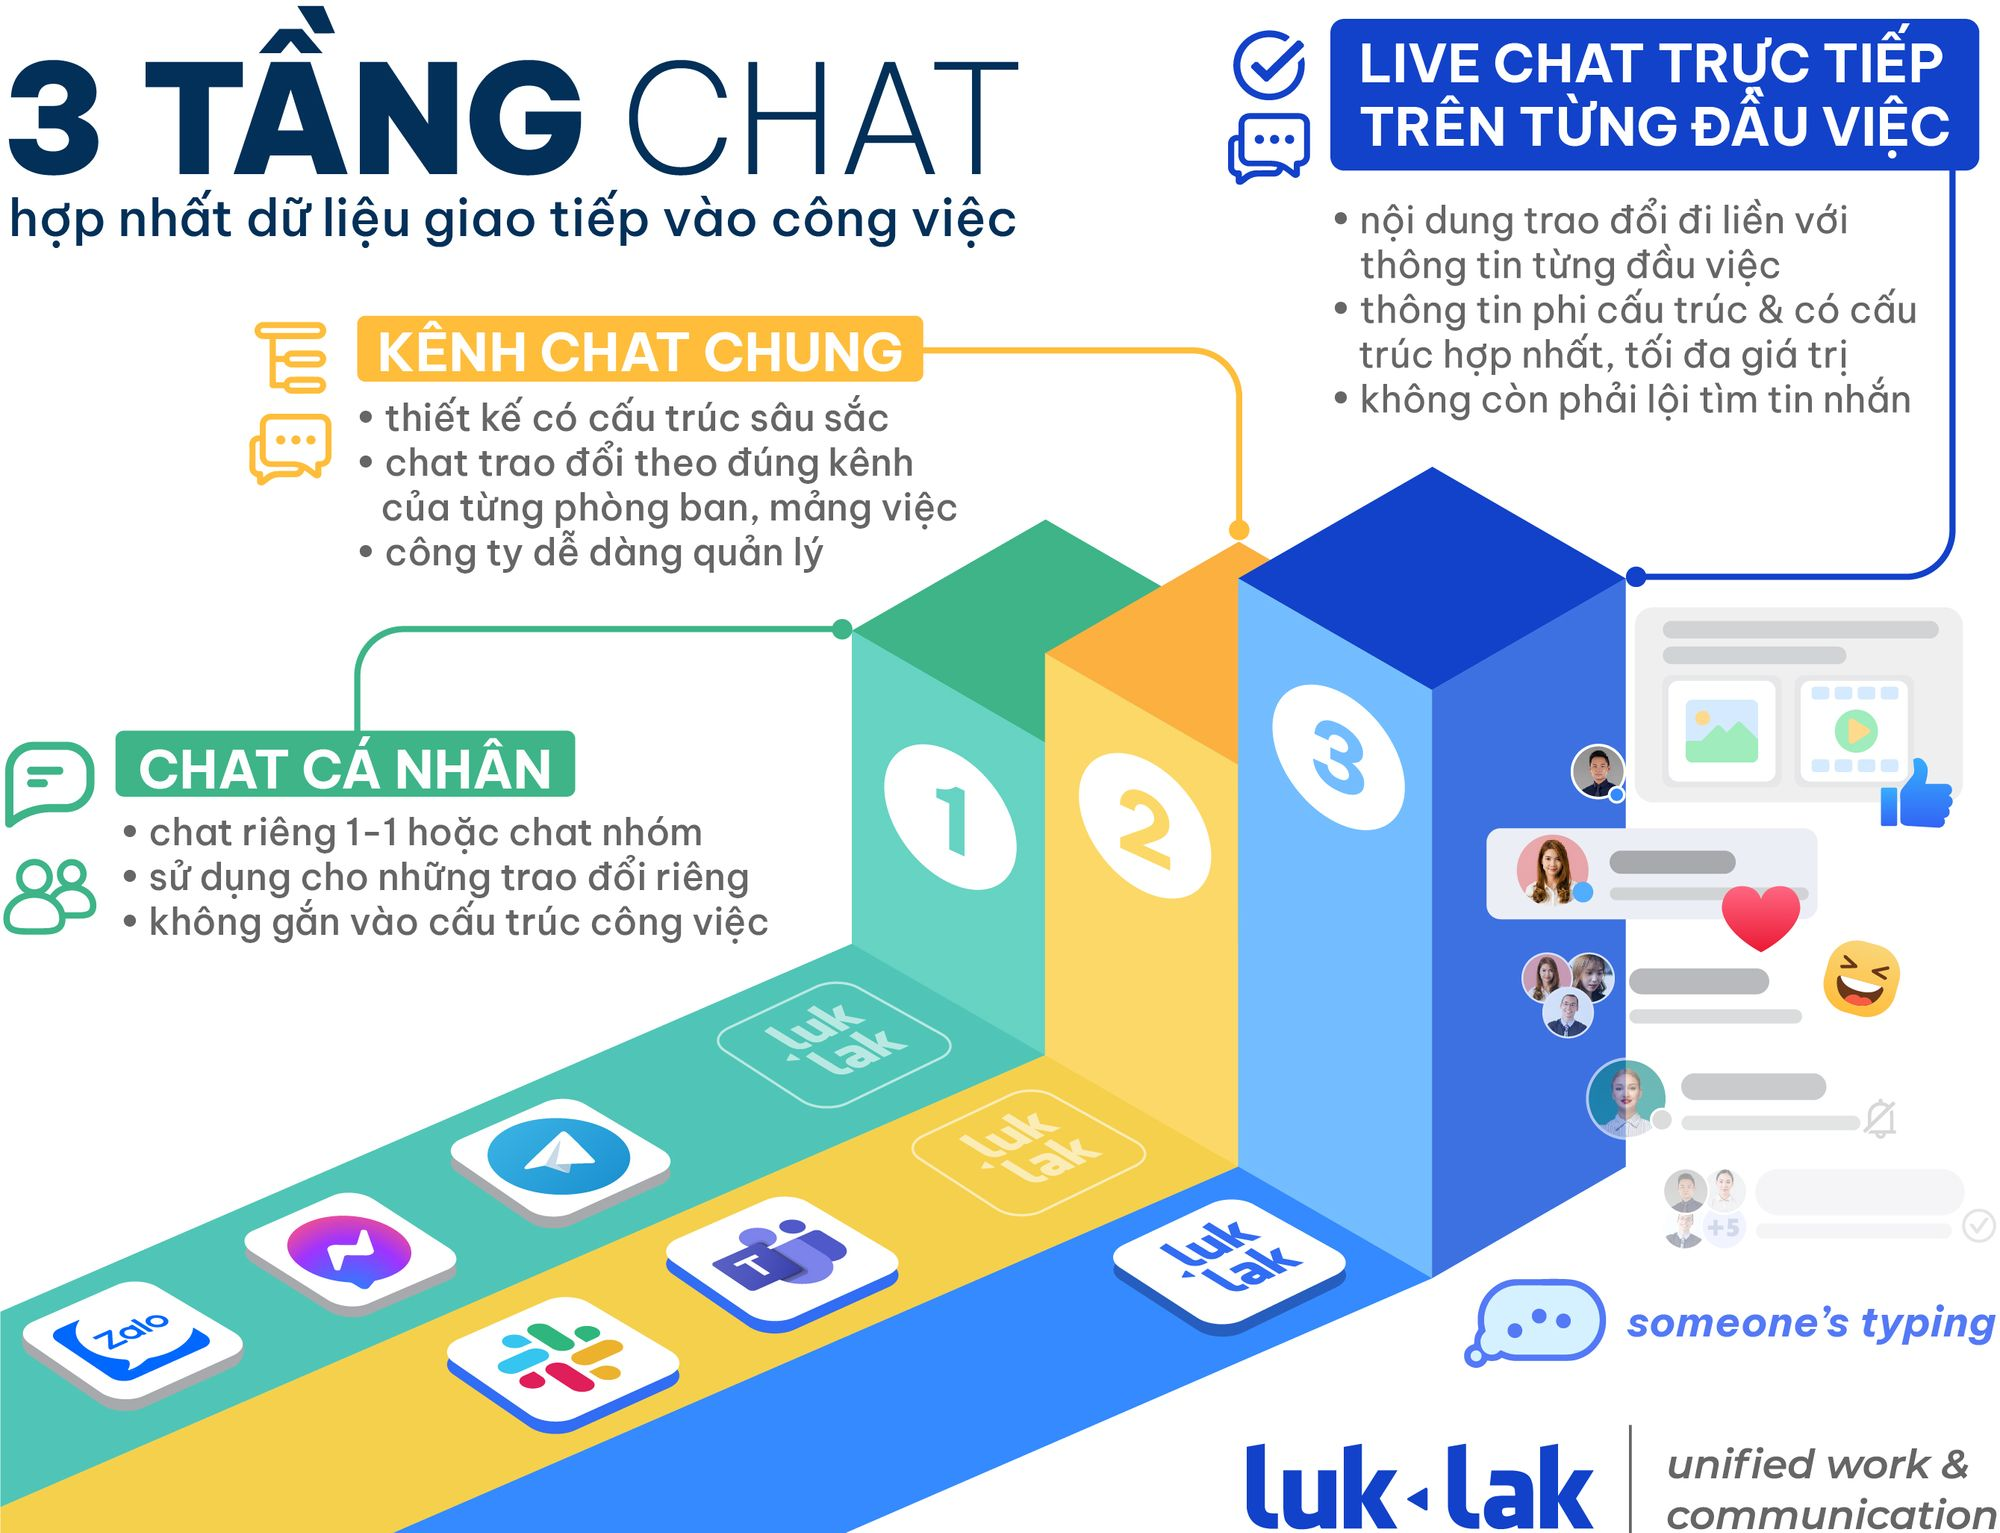 3 TẦNG CHAT
hợp nhất dữ liệu giao tiếp vào công việc
LIVE CHAT TRỰC TIẾP
TRÊN TỪNG ĐẦU VIỆC
• nội dung trao đổi đi liền với
thông tin từng đầu việc
• thông tin phi cấu trúc & có cấu
trúc hợp nhất, tối đa giá trị
• không còn phải lội tìm tin nhắn
KÊNH CHAT CHUNG
• thiết kế có cấu trúc sâu sắc
• chat trao đổi theo đúng kênh
của từng phòng ban, mảng việc
• công ty dễ dàng quản lý
CHAT CÁ NHÂN
• chat riêng 1-1 hoặc chat nhóm
• sử dụng cho những trao đổi riêng
• không gắn vào cấu trúc công việc
1
2
3
luk
lak
luk
lak
luk
lak
Zalo
T
+5
someone's typing
luk lak
unified work &
communication